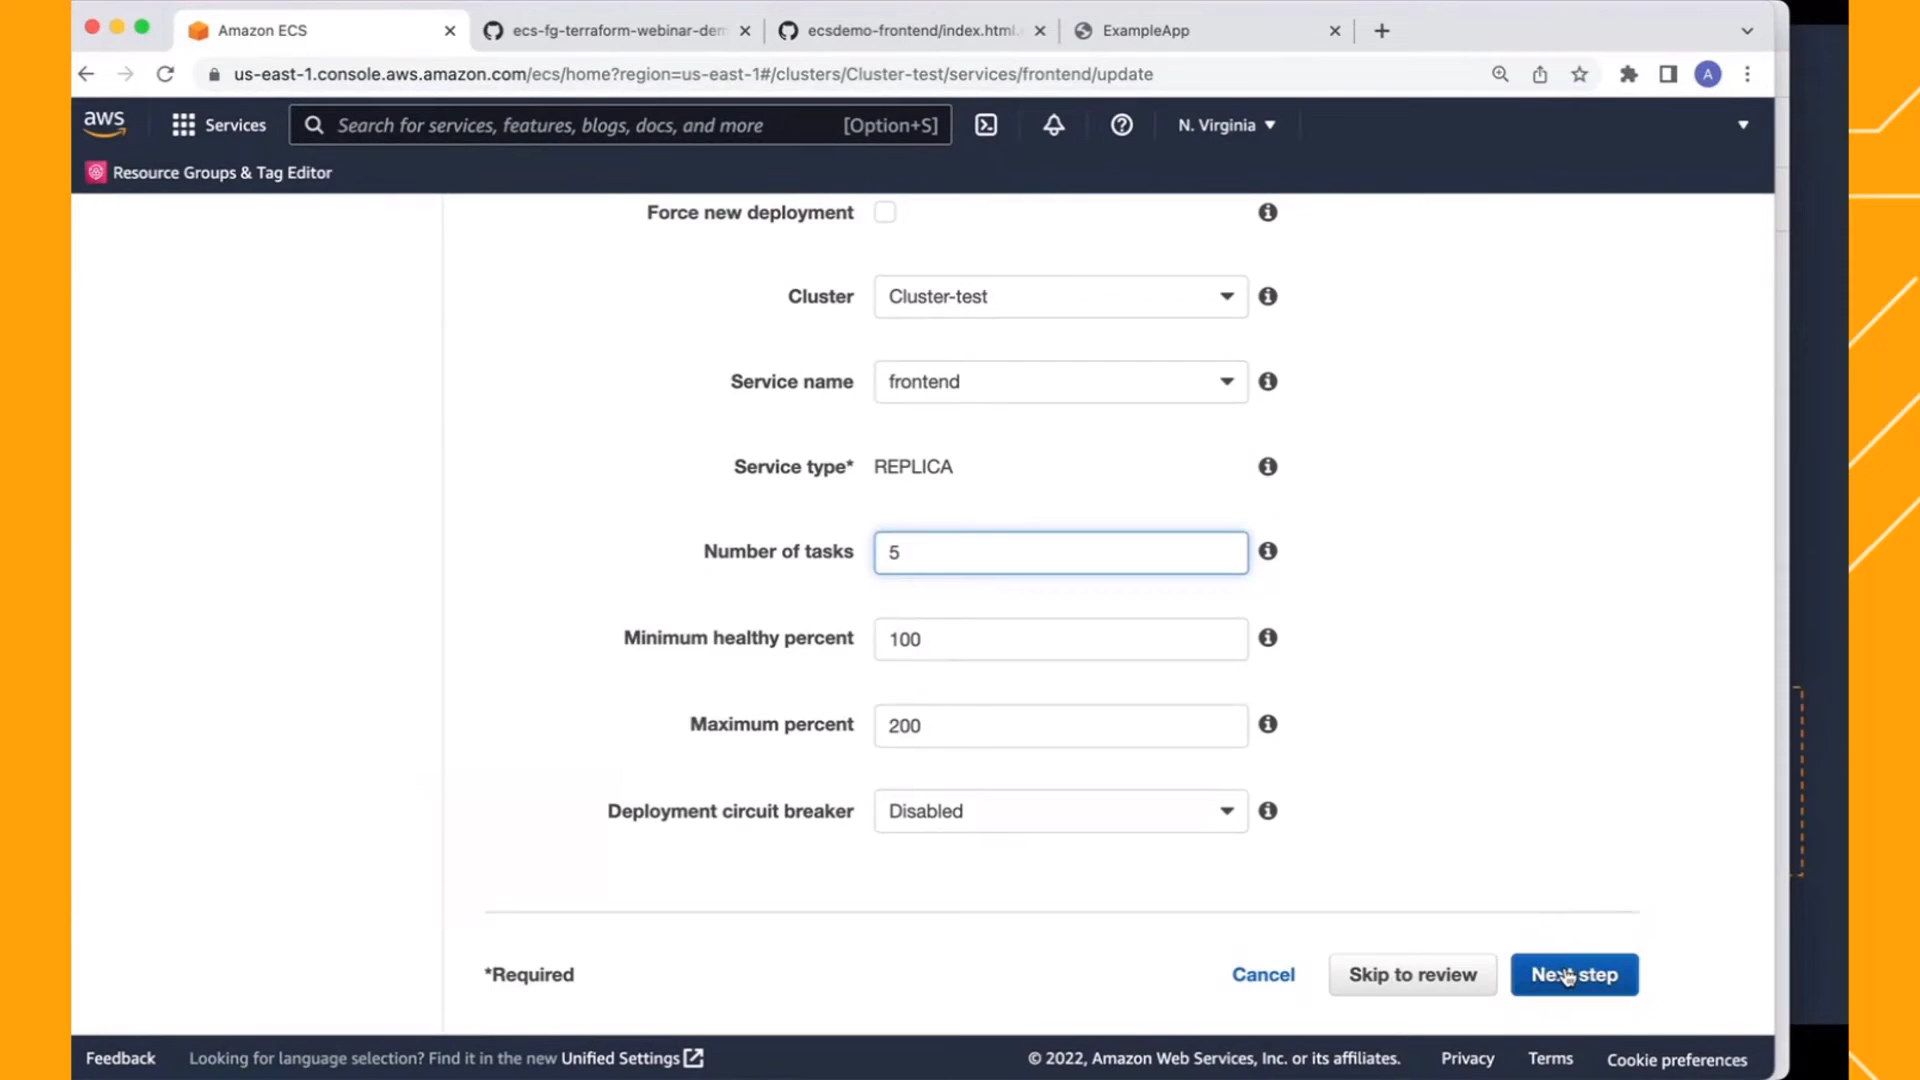 Amazon ECS
ecs-fg-terraform-webinar-dem
ecsdemo-frontend/index.html.
ExampleApp
us-east-1.console.aws.amazon.com/ecs/home?region=us-east-1#/clusters/Cluster-test/services/frontend/update
A
aws
Services
Search for services, features, blogs, docs, and more
[Option+S]
N. Virginia
Resource Groups & Tag Editor
Force new deployment
Cluster
Cluster-test
Service name
frontend
Service type*
REPLICA
Number of tasks
5
Minimum healthy percent
100
Maximum percent
200
Deployment circuit breaker
Disabled
*Required
Cancel
Skip to review
Next step
Feedback
Looking for language selection? Find it in the new Unified Settings
© 2022, Amazon Web Services, Inc. or its affiliates.
Privacy
Terms
Cookie preferences